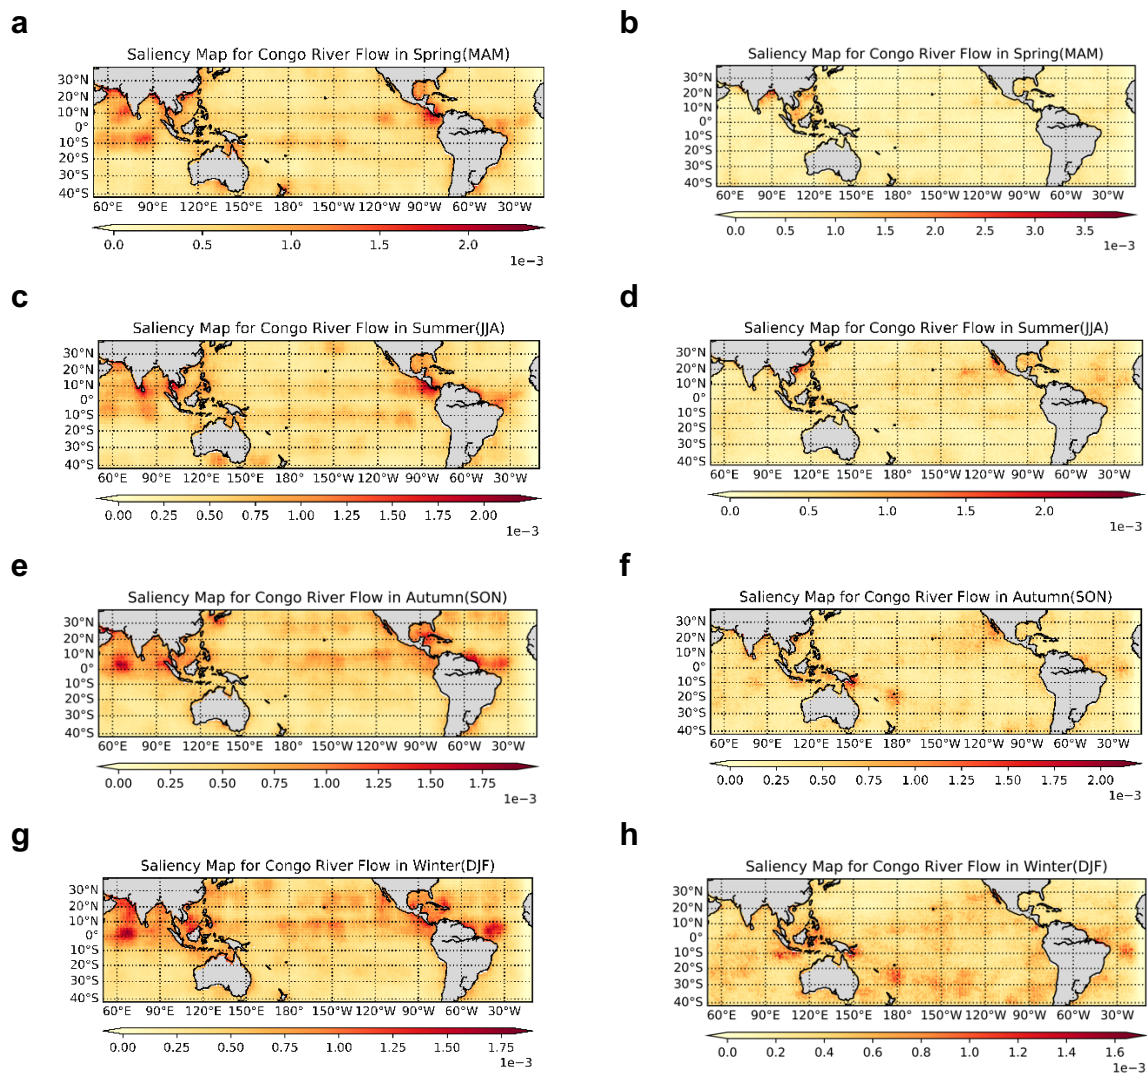 a
Saliency Map for Congo River Flow in Spring(MAM)
30°N
20°N
10°N
0°
10°S
20°S
30°S
40°S
60°E 90°E 120°E 150°E 180° 150°W 120°W 90°W 60°W 30°W
0.0 0.5 1.0 1.5 2.0
1e−3
b
Saliency Map for Congo River Flow in Spring(MAM)
30°N
20°N
10°N
0°
10°S
20°S
30°S
40°S
60°E 90°E 120°E 150°E 180° 150°W 120°W 90°W 60°W 30°W
0.0 0.5 1.0 1.5 2.0 2.5 3.0 3.5
1e−3
c
Saliency Map for Congo River Flow in Summer(JJA)
30°N
20°N
10°N
0°
10°S
20°S
30°S
40°S
60°E 90°E 120°E 150°E 180° 150°W 120°W 90°W 60°W 30°W
0.00 0.25 0.50 0.75 1.00 1.25 1.50 1.75 2.00
1e−3
d
Saliency Map for Congo River Flow in Summer(JJA)
30°N
20°N
10°N
0°
10°S
20°S
30°S
40°S
60°E 90°E 120°E 150°E 180° 150°W 120°W 90°W 60°W 30°W
0.0 0.5 1.0 1.5 2.0
1e−3
e
Saliency Map for Congo River Flow in Autumn(SON)
30°N
20°N
10°N
0°
10°S
20°S
30°S
40°S
60°E 90°E 120°E 150°E 180° 150°W 120°W 90°W 60°W 30°W
0.00 0.25 0.50 0.75 1.00 1.25 1.50 1.75
1e−3
f
Saliency Map for Congo River Flow in Autumn(SON)
30°N
20°N
10°N
0°
10°S
20°S
30°S
40°S
60°E 90°E 120°E 150°E 180° 150°W 120°W 90°W 60°W 30°W
0.00 0.25 0.50 0.75 1.00 1.25 1.50 1.75 2.00
1e−3
g
Saliency Map for Congo River Flow in Winter(DJF)
30°N
20°N
10°N
0°
10°S
20°S
30°S
40°S
60°E 90°E 120°E 150°E 180° 150°W 120°W 90°W 60°W 30°W
0.00 0.25 0.50 0.75 1.00 1.25 1.50 1.75
1e−3
h
Saliency Map for Congo River Flow in Winter(DJF)
30°N
20°N
10°N
0°
10°S
20°S
30°S
40°S
60°E 90°E 120°E 150°E 180° 150°W 120°W 90°W 60°W 30°W
0.0 0.2 0.4 0.6 0.8 1.0 1.2 1.4 1.6
1e−3